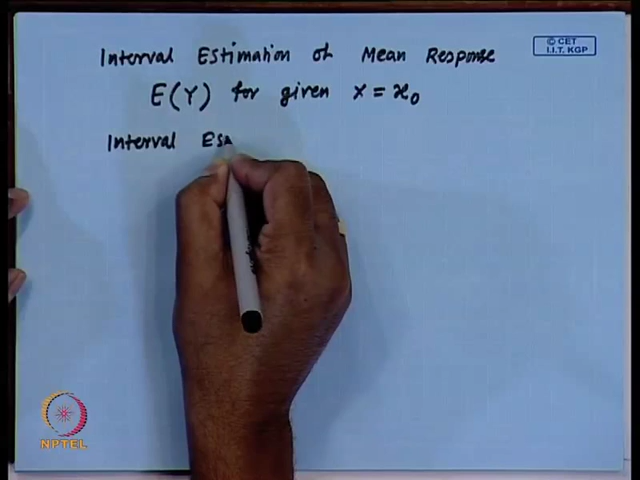 Interval Estimation of Mean Response
© CET
I.I.T. KGP
E(Y) for given x = x₀
Interval Es
NPTEL